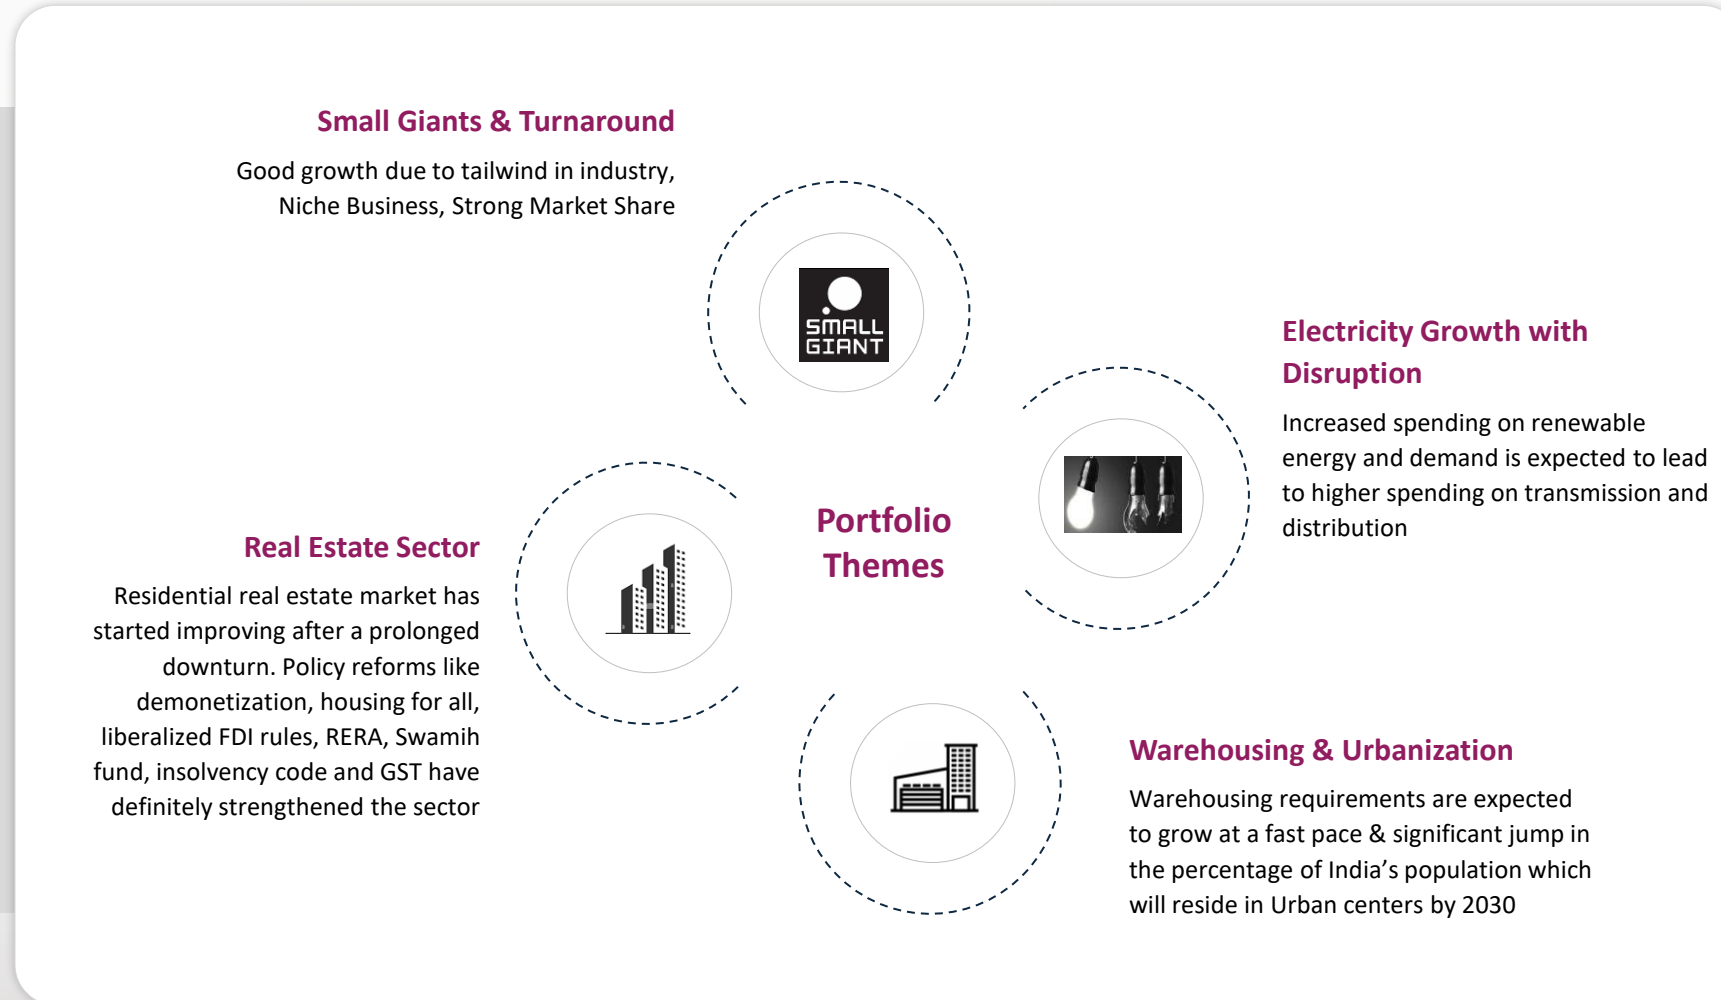 Small Giants & Turnaround
Good growth due to tailwind in industry,
Niche Business, Strong Market Share
SMALL
GIANT
Electricity Growth with
Disruption
Increased spending on renewable
energy and demand is expected to lead
to higher spending on transmission and
distribution
Portfolio
Themes
Real Estate Sector
Residential real estate market has
started improving after a prolonged
downturn. Policy reforms like
demonetization, housing for all,
liberalized FDI rules, RERA, Swamih
fund, insolvency code and GST have
definitely strengthened the sector
Warehousing & Urbanization
Warehousing requirements are expected
to grow at a fast pace & significant jump in
the percentage of India’s population which
will reside in Urban centers by 2030